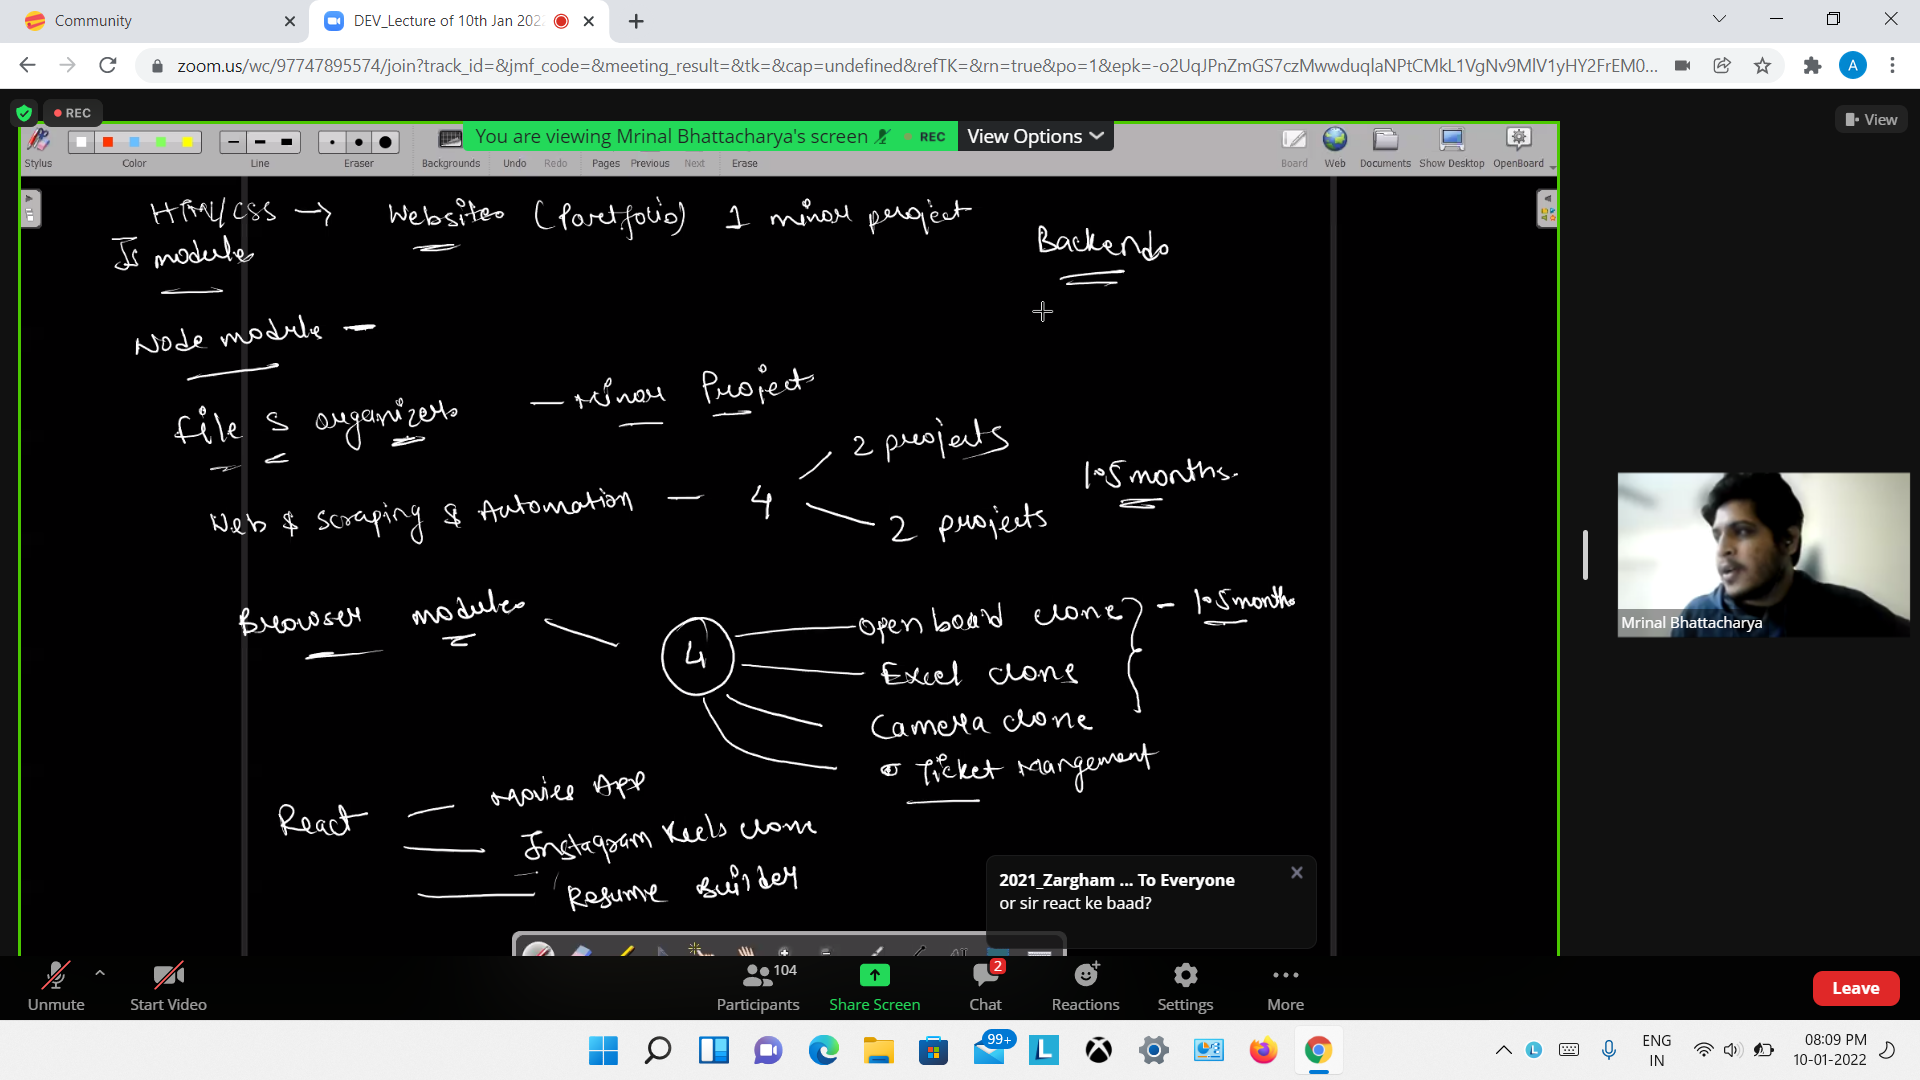 Community
DEV_Lecture of 10th Jan 202
zoom.us/wc/97747895574/join?track_id=&jmf_code=&meeting_result=&tk=&cap=undefined&refTK=&rn=true&po=1&epk=-o2UqJPnZmGS7czMwwduqlaNPtCMkL1VgNv9MlV1yHY2FrEM0...
A
REC
View
You are viewing Mrinal Bhattacharya's screen REC View Options
Stylus Color Line Eraser Backgrounds Undo Redo Pages Previous Next Erase Board Web Documents Show Desktop OpenBoard
HTML/CSS → Websites (Portfolio) 1 minor project
Js module
Backend
Node module –
file S organizer
– Minor Project
Web & scraping & Automation – 4
2 projects
2 projects
1.5 months.
Browser modules
4
Openboard clone
Excel clone
Camera clone
Ticket Mangement
- 1.5 months
React
Movies App
Instagram Reels clone
Resume Builder
2021_Zargham ... To Everyone
or sir react ke baad?
Mrinal Bhattacharya
Unmute
Start Video
104
Participants
Share Screen
2
Chat
Reactions
Settings
More
Leave
99+
L
ENG
IN
08:09 PM
10-01-2022